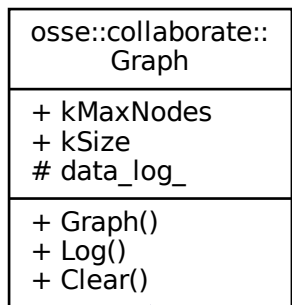 osse::collaborate::
Graph
+ kMaxNodes
+ kSize
# data_log_
+ Graph()
+ Log()
+ Clear()